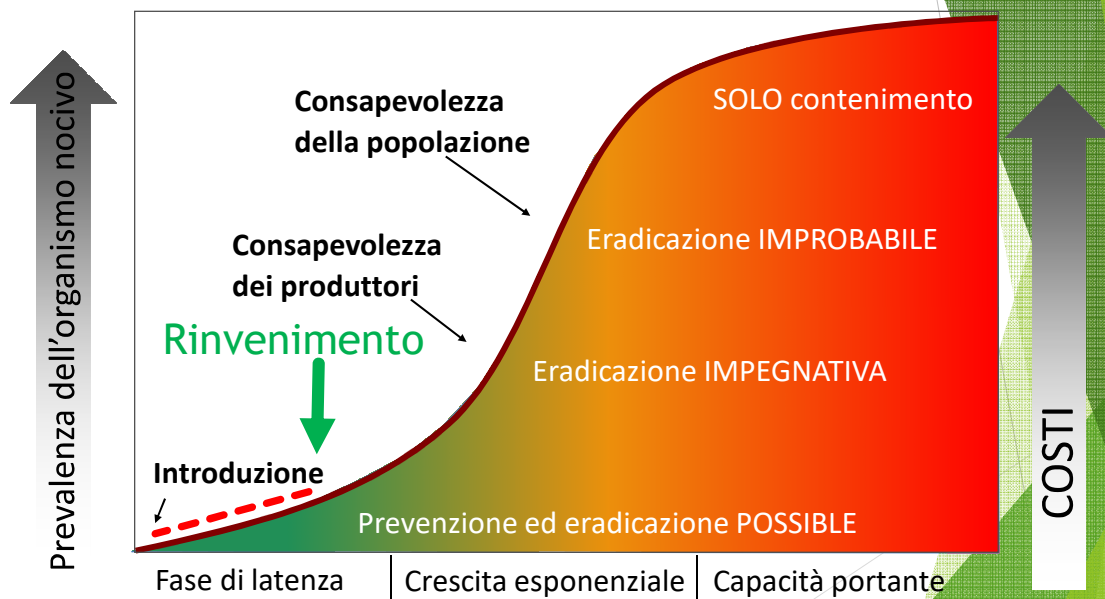 Prevalenza dell'organismo nocivo
Consapevolezza
della popolazione
SOLO contenimento
Consapevolezza
dei produttori
Eradicazione IMPROBABILE
Rinvenimento
Eradicazione IMPEGNATIVA
Introduzione
Prevenzione ed eradicazione POSSIBLE
COSTI
Fase di latenza
Crescita esponenziale
Capacità portante